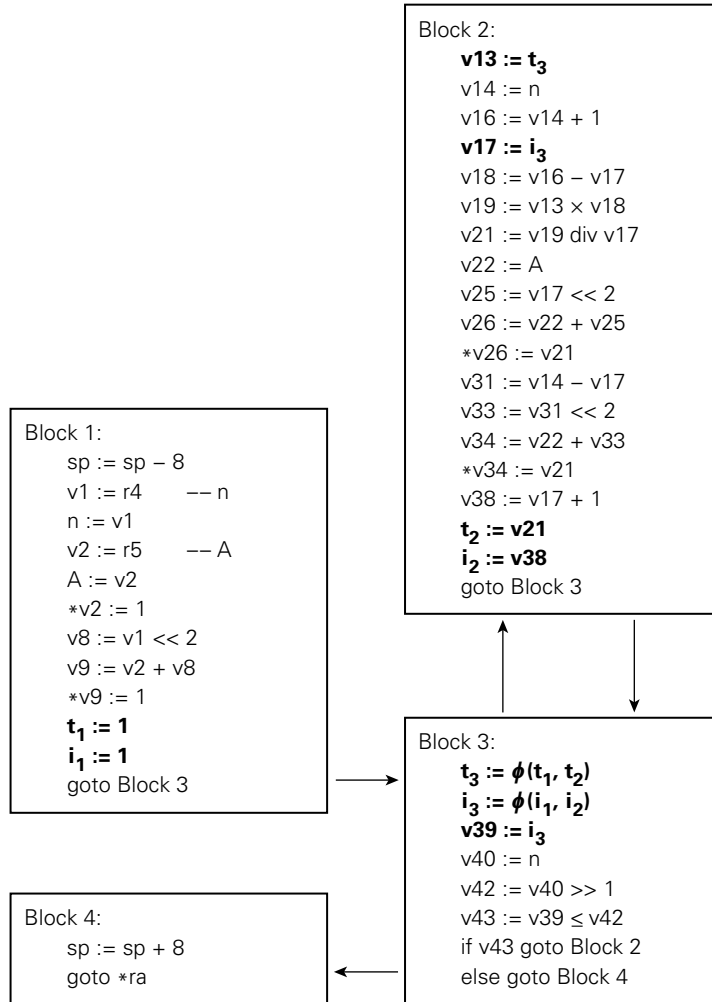 Block 1:
sp := sp − 8
v1 := r4 −− n
n := v1
v2 := r5 −− A
A := v2
*v2 := 1
v8 := v1 << 2
v9 := v2 + v8
*v9 := 1
t₁ := 1
i₁ := 1
goto Block 3
Block 2:
v13 := t₃
v14 := n
v16 := v14 + 1
v17 := i₃
v18 := v16 − v17
v19 := v13 × v18
v21 := v19 div v17
v22 := A
v25 := v17 << 2
v26 := v22 + v25
*v26 := v21
v31 := v14 − v17
v33 := v31 << 2
v34 := v22 + v33
*v34 := v21
v38 := v17 + 1
t₂ := v21
i₂ := v38
goto Block 3
Block 3:
t₃ := ϕ(t₁, t₂)
i₃ := ϕ(i₁, i₂)
v39 := i₃
v40 := n
v42 := v40 >> 1
v43 := v39 ≤ v42
if v43 goto Block 2
else goto Block 4
Block 4:
sp := sp + 8
goto *ra